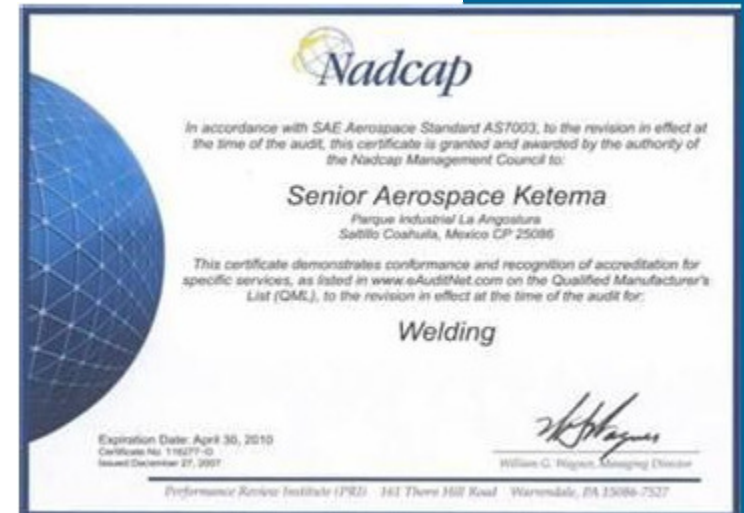 Nadcap
In accordance with SAE Aerospace Standard AS7003, to the revision in effect at
the time of the audit, this certificate is granted and awarded by the authority of
the Nadcap Management Council to:
Senior Aerospace Ketema
Parque Industrial La Angostura
Saltillo Coahuila, Mexico CP 25086
This certificate demonstrates conformance and recognition of accreditation for
specific services, as listed in www.eAuditNet.com on the Qualified Manufacturer's
List (QML), to the revision in effect at the time of the audit for:
Welding
Expiration Date: April 30, 2010
Certificate No.
Issued December 27, 2007
William G. Wagner, Managing Director
Performance Review Institute (PRI) 161 Thorn Hill Road Warrendale, PA 15086-7527